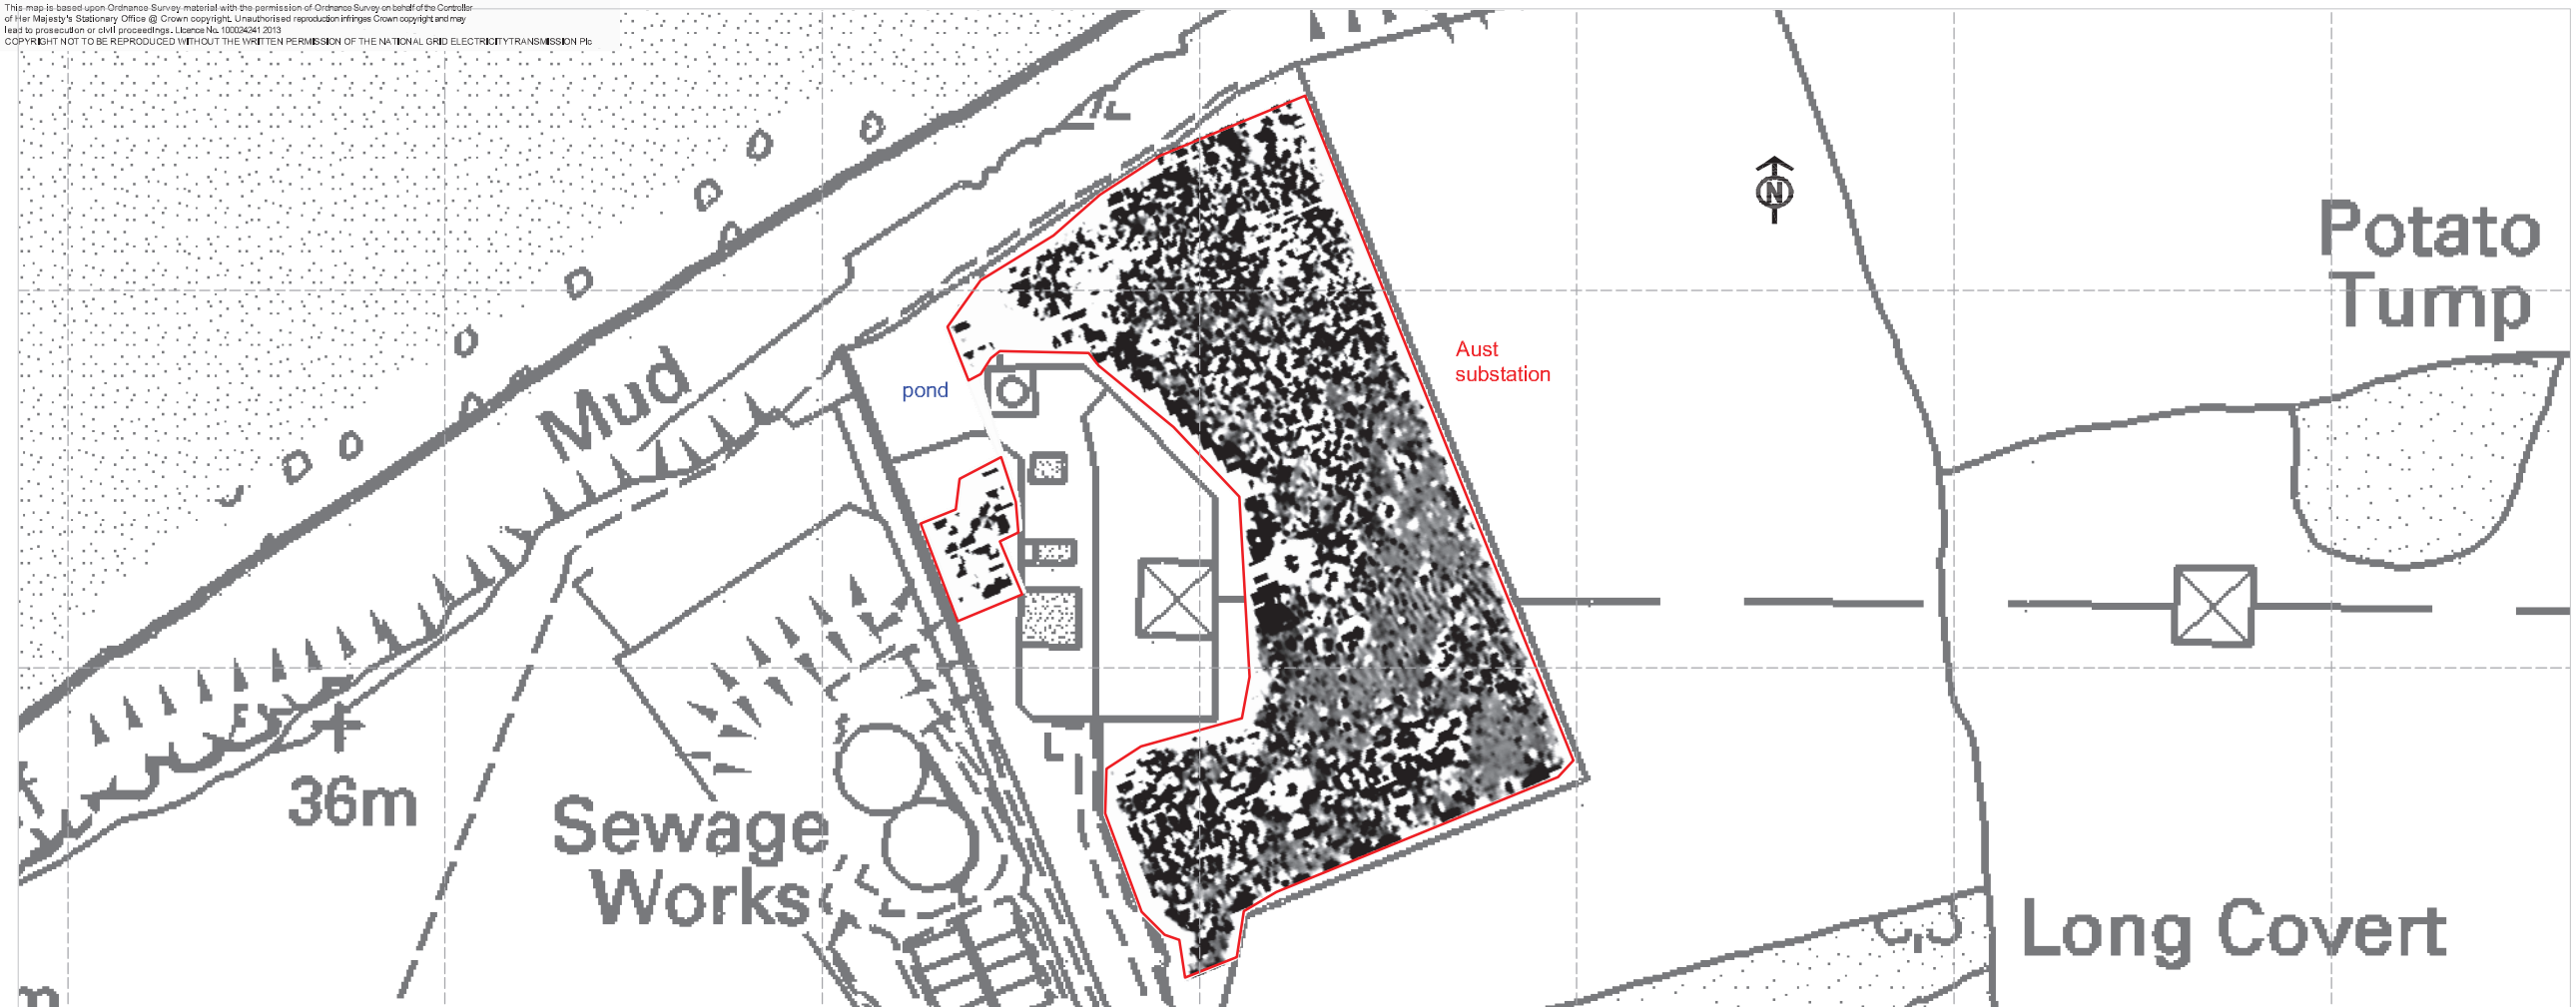 This map is based upon Ordnance Survey material with the permission of Ordnance Survey on behalf of the Controller
of Her Majesty's Stationary Office @ Crown copyright. Unauthorised reproduction infringes Crown copyright and may
lead to prosecution or civil proceedings. Licence No. 100024241 2013
COPYRIGHT NOT TO BE REPRODUCED WITHOUT THE WRITTEN PERMISSION OF THE NATIONAL GRID ELECTRICITYTRANSMISSION Plc
N
Potato
Tump
Aust
substation
pond
Mud
36m
Sewage
Works
Long Covert